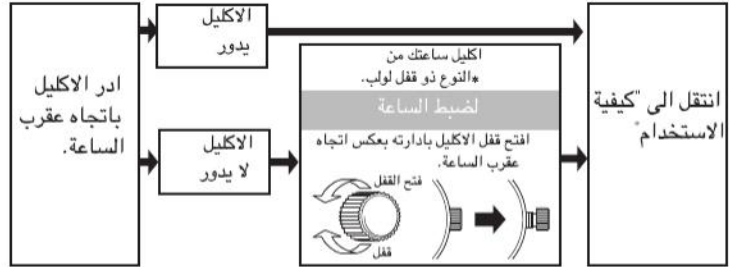 ادر الاكليل
باتجاه عقرب
الساعة.
الاكليل
يدور
الاكليل
لا يدور
اكليل ساعتك من
*النوع ذو قفل لولب.
لضبط الساعة
افتح قفل الاكليل بادارته بعكس اتجاه
عقرب الساعة.
فتح القفل
قفل
انتقل الى "كيفية
الاستخدام"